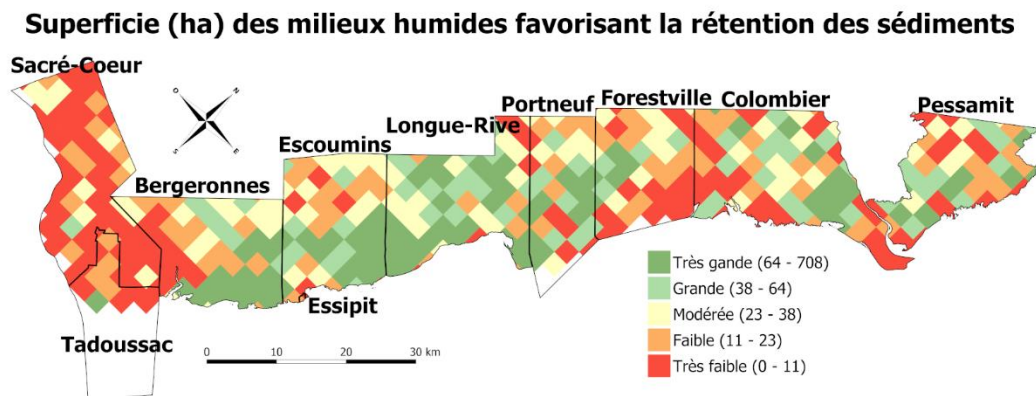 Superficie (ha) des milieux humides favorisant la rétention des sédiments
Sacré-Coeur
O
N
S
E
Bergeronnes
Escoumins
Longue-Rive
Portneuf
Forestville
Colombier
Pessamit
Essipit
Tadoussac
0 10 20 30 km
Très gande (64 - 708)
Grande (38 - 64)
Modérée (23 - 38)
Faible (11 - 23)
Très faible (0 - 11)